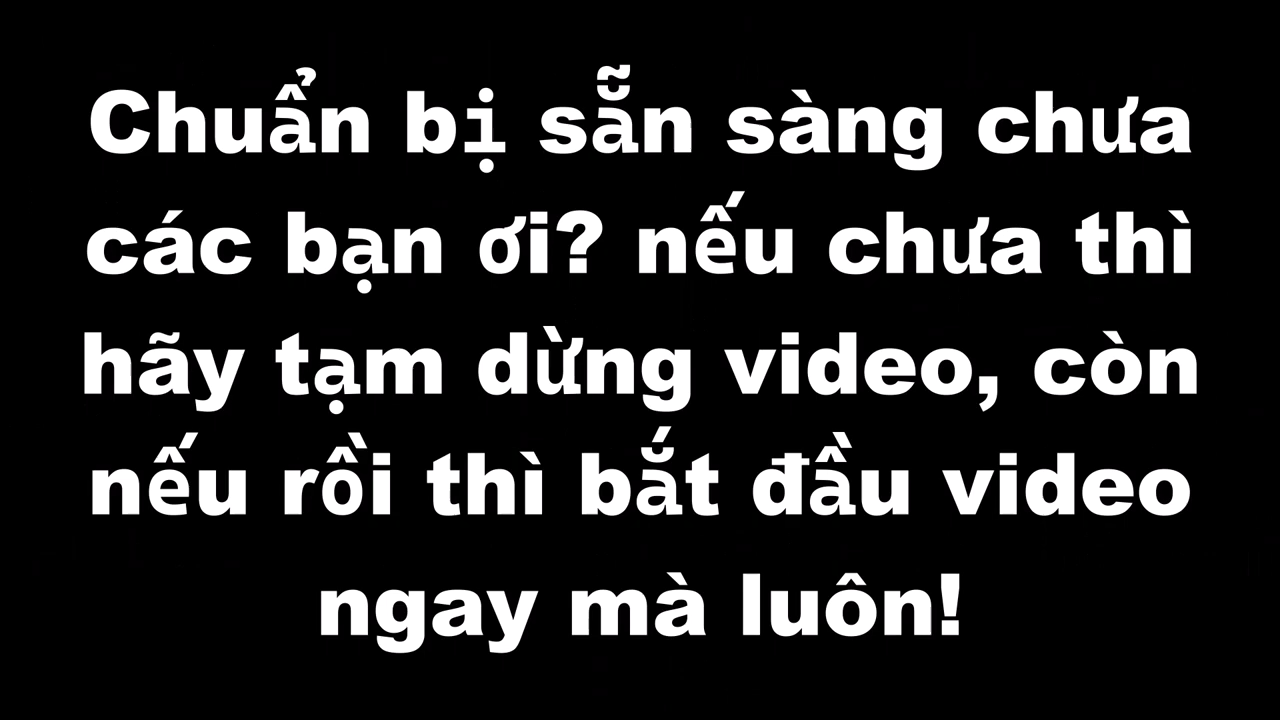 Chuẩn bị sẵn sàng chưa
các bạn ơi? nếu chưa thì
hãy tạm dừng video, còn
nếu rồi thì bắt đầu video
ngay mà luôn!